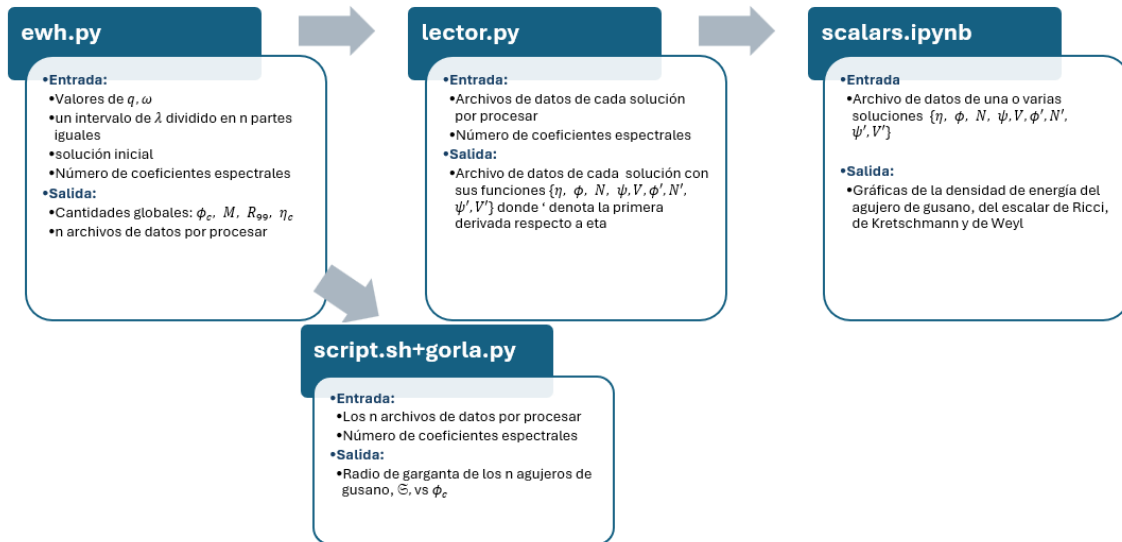 ewh.py
•Entrada:
•Valores de q, ω
•un intervalo de λ dividido en n partes
iguales
•solución inicial
•Número de coeficientes espectrales
•Salida:
•Cantidades globales: ϕc, M, R99, ηc
•n archivos de datos por procesar
lector.py
•Entrada:
•Archivos de datos de cada solución
por procesar
•Número de coeficientes espectrales
•Salida:
•Archivo de datos de cada solución con
sus funciones {η, ϕ, N, ψ, V, ϕ′, N′,
ψ′, V′} donde ‘ denota la primera
derivada respecto a eta
scalars.ipynb
•Entrada
•Archivo de datos de una o varias
soluciones {η, ϕ, N, ψ, V, ϕ′, N′,
ψ′, V′}
•Salida:
•Gráficas de la densidad de energía del
agujero de gusano, del escalar de Ricci,
de Kretschmann y de Weyl
script.sh+gorla.py
•Entrada:
•Los n archivos de datos por procesar
•Número de coeficientes espectrales
•Salida:
•Radio de garganta de los n agujeros de
gusano, 𝔖, vs ϕc